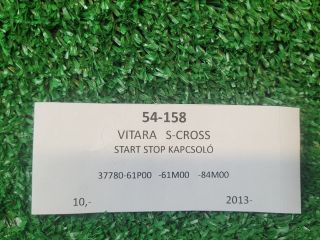 54-158
VITARA S-CROSS
START STOP KAPCSOLÓ
37780-61P00 -61M00 -84M00
10,- 2013-